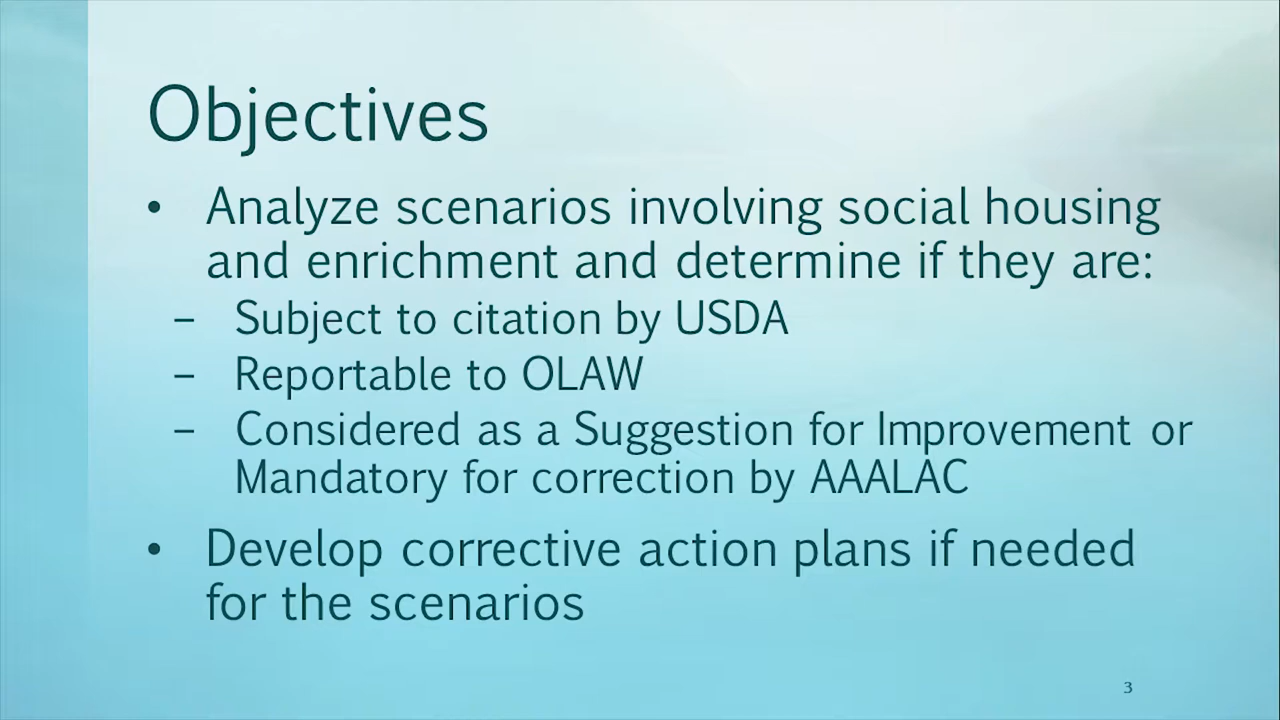 Objectives
• Analyze scenarios involving social housing
and enrichment and determine if they are:
– Subject to citation by USDA
– Reportable to OLAW
– Considered as a Suggestion for Improvement or
Mandatory for correction by AAALAC
• Develop corrective action plans if needed
for the scenarios
3